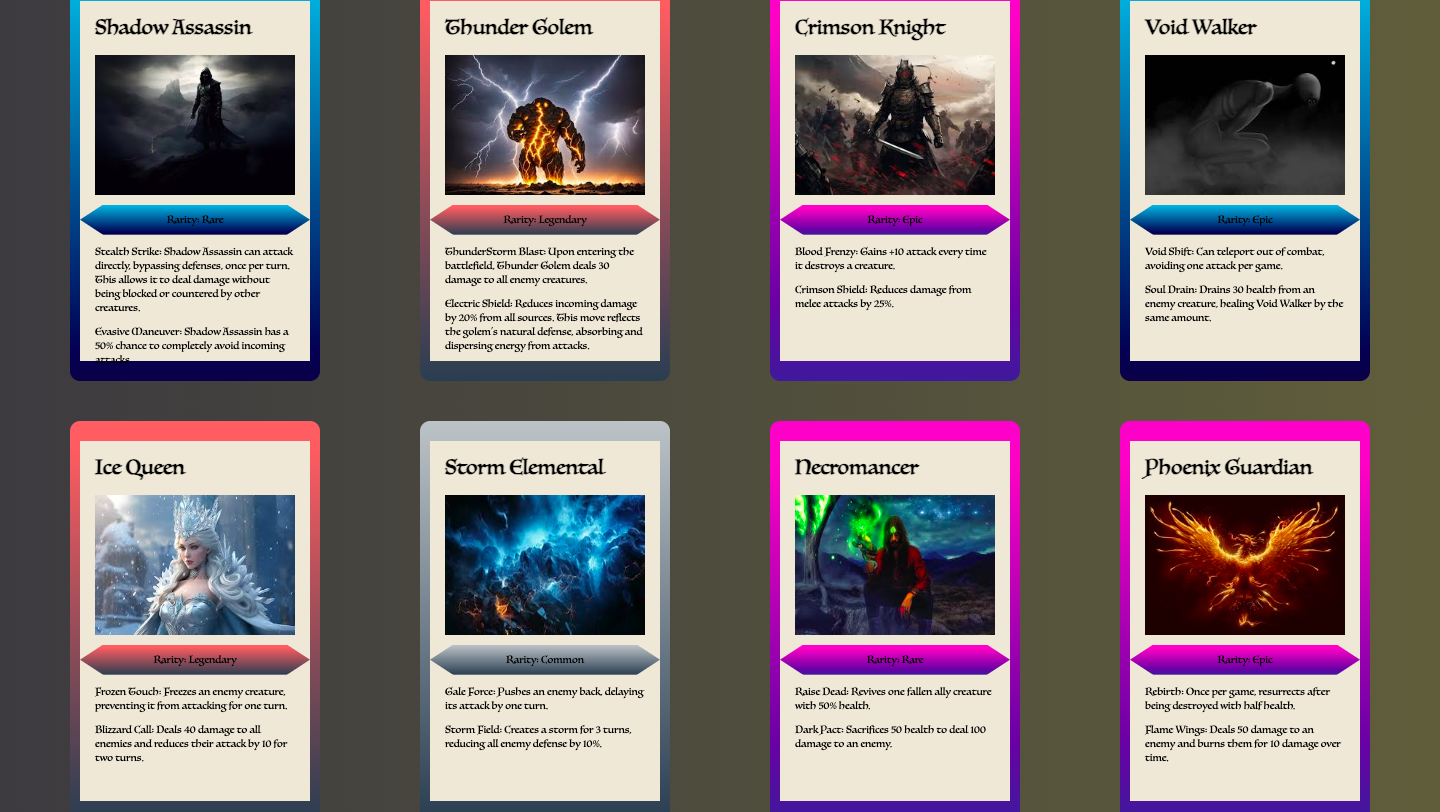 Shadow Assassin
Rarity: Rare
Stealth Strike: Shadow Assassin can attack
directly, bypassing defenses, once per turn.
This allows it to deal damage without
being blocked or countered by other
creatures.
Evasive Maneuver: Shadow Assassin has a
50% chance to completely avoid incoming
attacks.
Thunder Golem
Rarity: Legendary
ThunderStorm Blast: Upon entering the
battlefield, Thunder Golem deals 30
damage to all enemy creatures.
Electric Shield: Reduces incoming damage
by 20% from all sources. This move reflects
the golem's natural defense, absorbing and
dispersing energy from attacks.
Crimson Knight
Rarity: Epic
Blood Frenzy: Gains +10 attack every time
it destroys a creature.
Crimson Shield: Reduces damage from
melee attacks by 25%.
Void Walker
Rarity: Epic
Void Shift: Can teleport out of combat,
avoiding one attack per game.
Soul Drain: Drains 30 health from an
enemy creature, healing Void Walker by the
same amount.
Ice Queen
Rarity: Legendary
Frozen Touch: Freezes an enemy creature,
preventing it from attacking for one turn.
Blizzard Call: Deals 40 damage to all
enemies and reduces their attack by 10 for
two turns.
Storm Elemental
Rarity: Common
Gale Force: Pushes an enemy back, delaying
its attack by one turn.
Storm Field: Creates a storm for 3 turns,
reducing all enemy defense by 10%.
Necromancer
Rarity: Rare
Raise Dead: Revives one fallen ally creature
with 50% health.
Dark Pact: Sacrifices 50 health to deal 100
damage to an enemy.
Phoenix Guardian
Rarity: Epic
Rebirth: Once per game, resurrects after
being destroyed with half health.
Flame Wings: Deals 50 damage to an
enemy and burns them for 10 damage over
time.